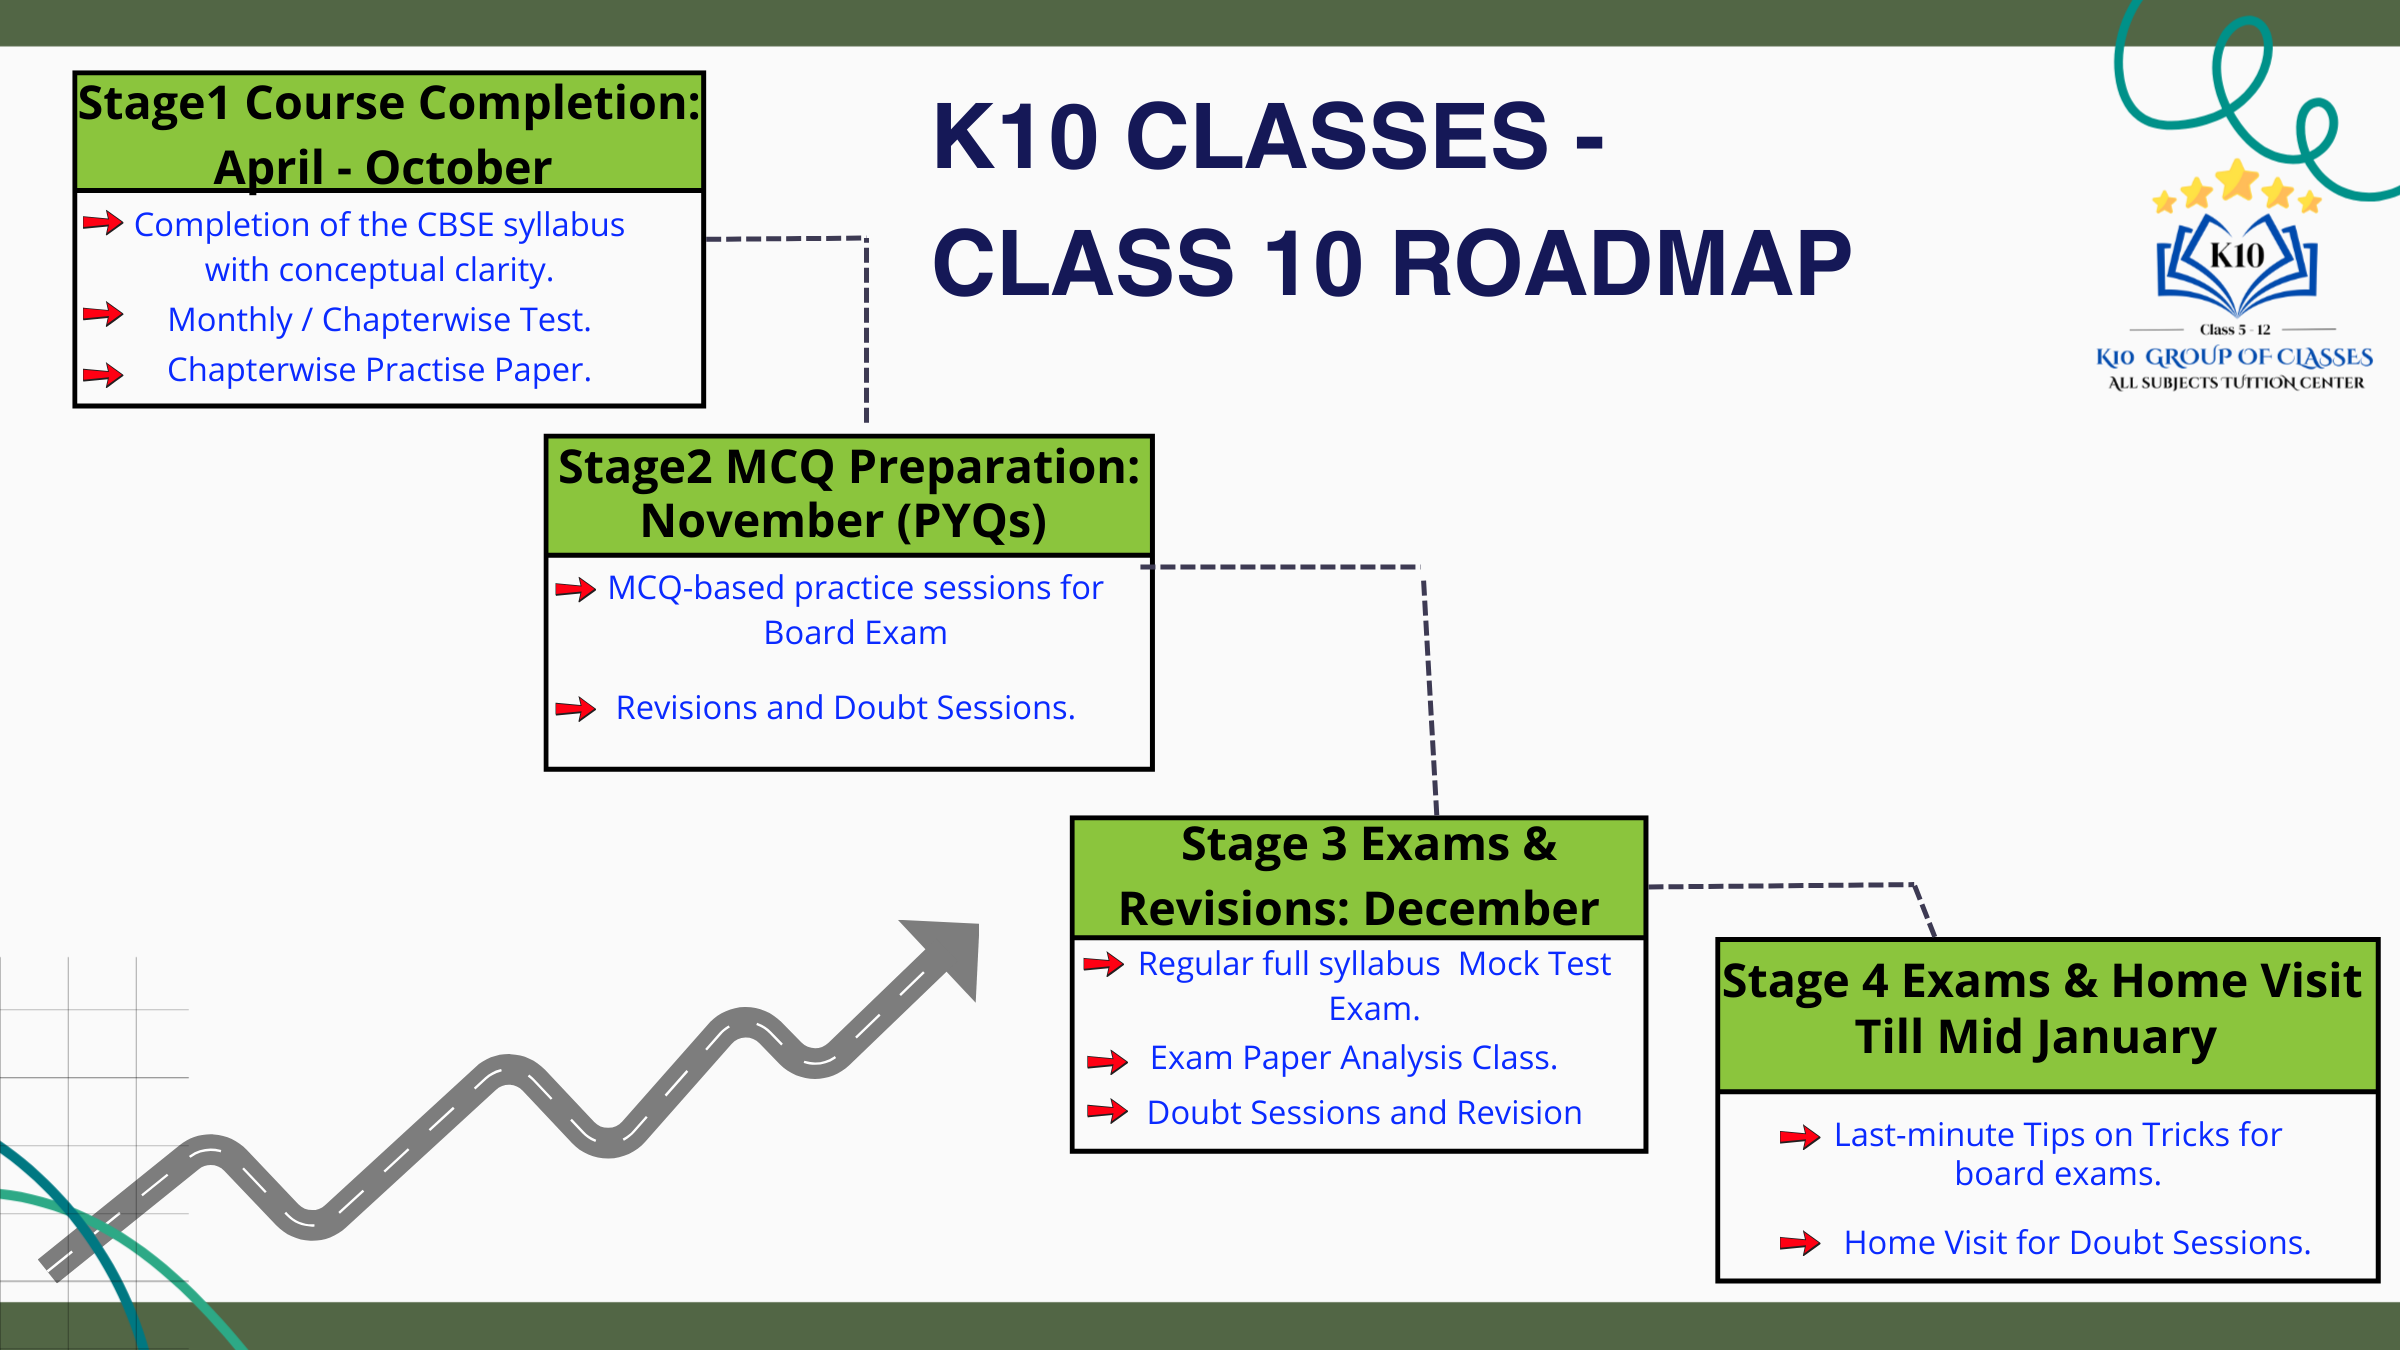 Stage1 Course Completion:
April - October
Completion of the CBSE syllabus
with conceptual clarity.
Monthly / Chapterwise Test.
Chapterwise Practise Paper.
K10 CLASSES -
CLASS 10 ROADMAP
K10
Class 5 - 12
K10 GROUP OF CLASSES
ALL SUBJECTS TUITION CENTER
Stage2 MCQ Preparation:
November (PYQs)
MCQ-based practice sessions for
Board Exam
Revisions and Doubt Sessions.
Stage 3 Exams &
Revisions: December
Regular full syllabus  Mock Test
Exam.
Exam Paper Analysis Class.
Doubt Sessions and Revision
Stage 4 Exams & Home Visit
Till Mid January
Last-minute Tips on Tricks for
board exams.
Home Visit for Doubt Sessions.